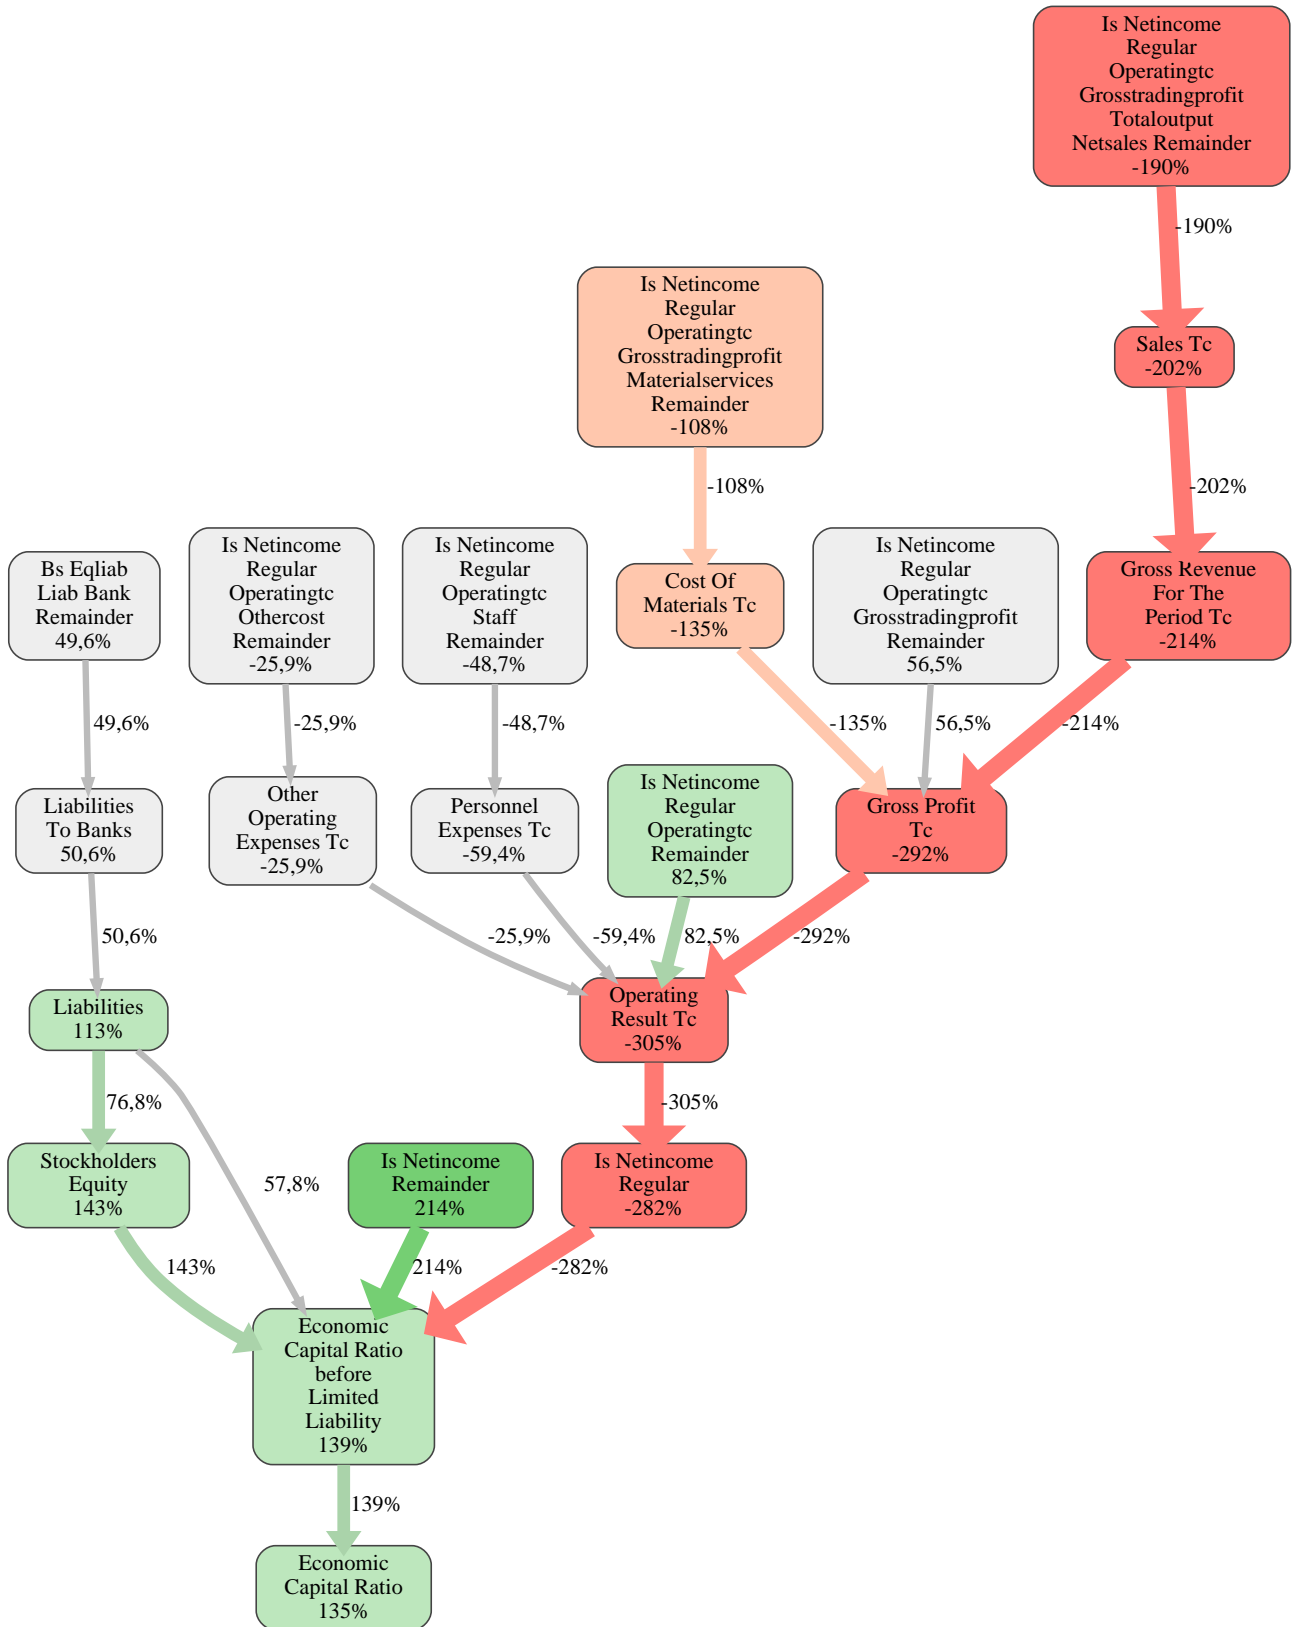 Is Netincome
Regular
Operatingtc
Grosstradingprofit
Totaloutput
Netsales Remainder
-190%
-190%
Is Netincome
Regular
Operatingtc
Grosstradingprofit
Materialservices
Remainder
-108%
Sales Tc
-202%
-108%
-202%
Bs Eqliab
Liab Bank
Remainder
49,6%
Is Netincome
Regular
Operatingtc
Othercost
Remainder
-25,9%
Is Netincome
Regular
Operatingtc
Staff
Remainder
-48,7%
Cost Of
Materials Tc
-135%
Is Netincome
Regular
Operatingtc
Grosstradingprofit
Remainder
56,5%
Gross Revenue
For The
Period Tc
-214%
49,6%
-25,9%
-48,7%
-135%
56,5%
-214%
Liabilities
To Banks
50,6%
Other
Operating
Expenses Tc
-25,9%
Personnel
Expenses Tc
-59,4%
Is Netincome
Regular
Operatingtc
Remainder
82,5%
Gross Profit
Tc
-292%
50,6%
-25,9%
-59,4%
82,5%
-292%
Liabilities
113%
Operating
Result Tc
-305%
76,8%
-305%
Stockholders
Equity
143%
57,8%
Is Netincome
Remainder
214%
Is Netincome
Regular
-282%
143%
214%
-282%
Economic
Capital Ratio
before
Limited
Liability
139%
139%
Economic
Capital Ratio
135%